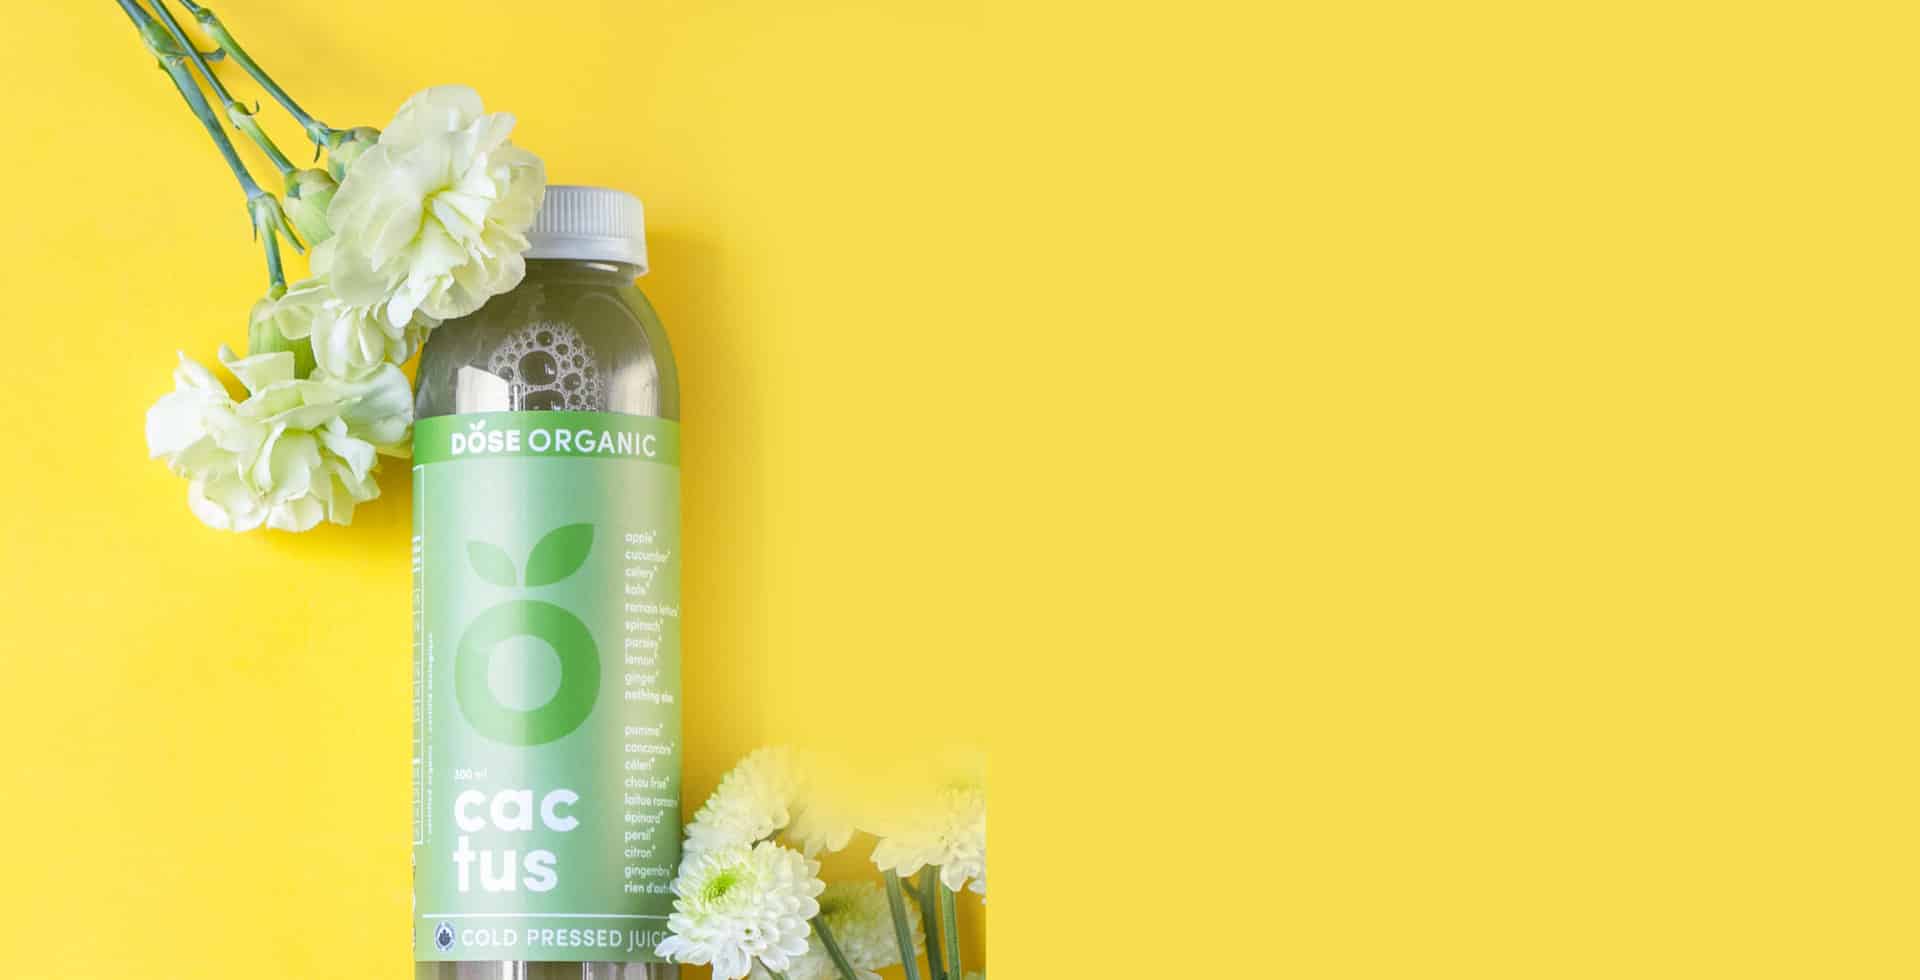 DOSE ORGANIC
apple*
cucumber*
celery*
kale*
romain lettuce*
spinach*
parsley*
lemon*
ginger*
nothing else
pomme*
concombre*
céleri*
chou frisé*
laitue romaine*
épinard*
persil*
citron*
gingembre*
rien d'autre
300 ml
cac
tus
COLD PRESSED JUICE